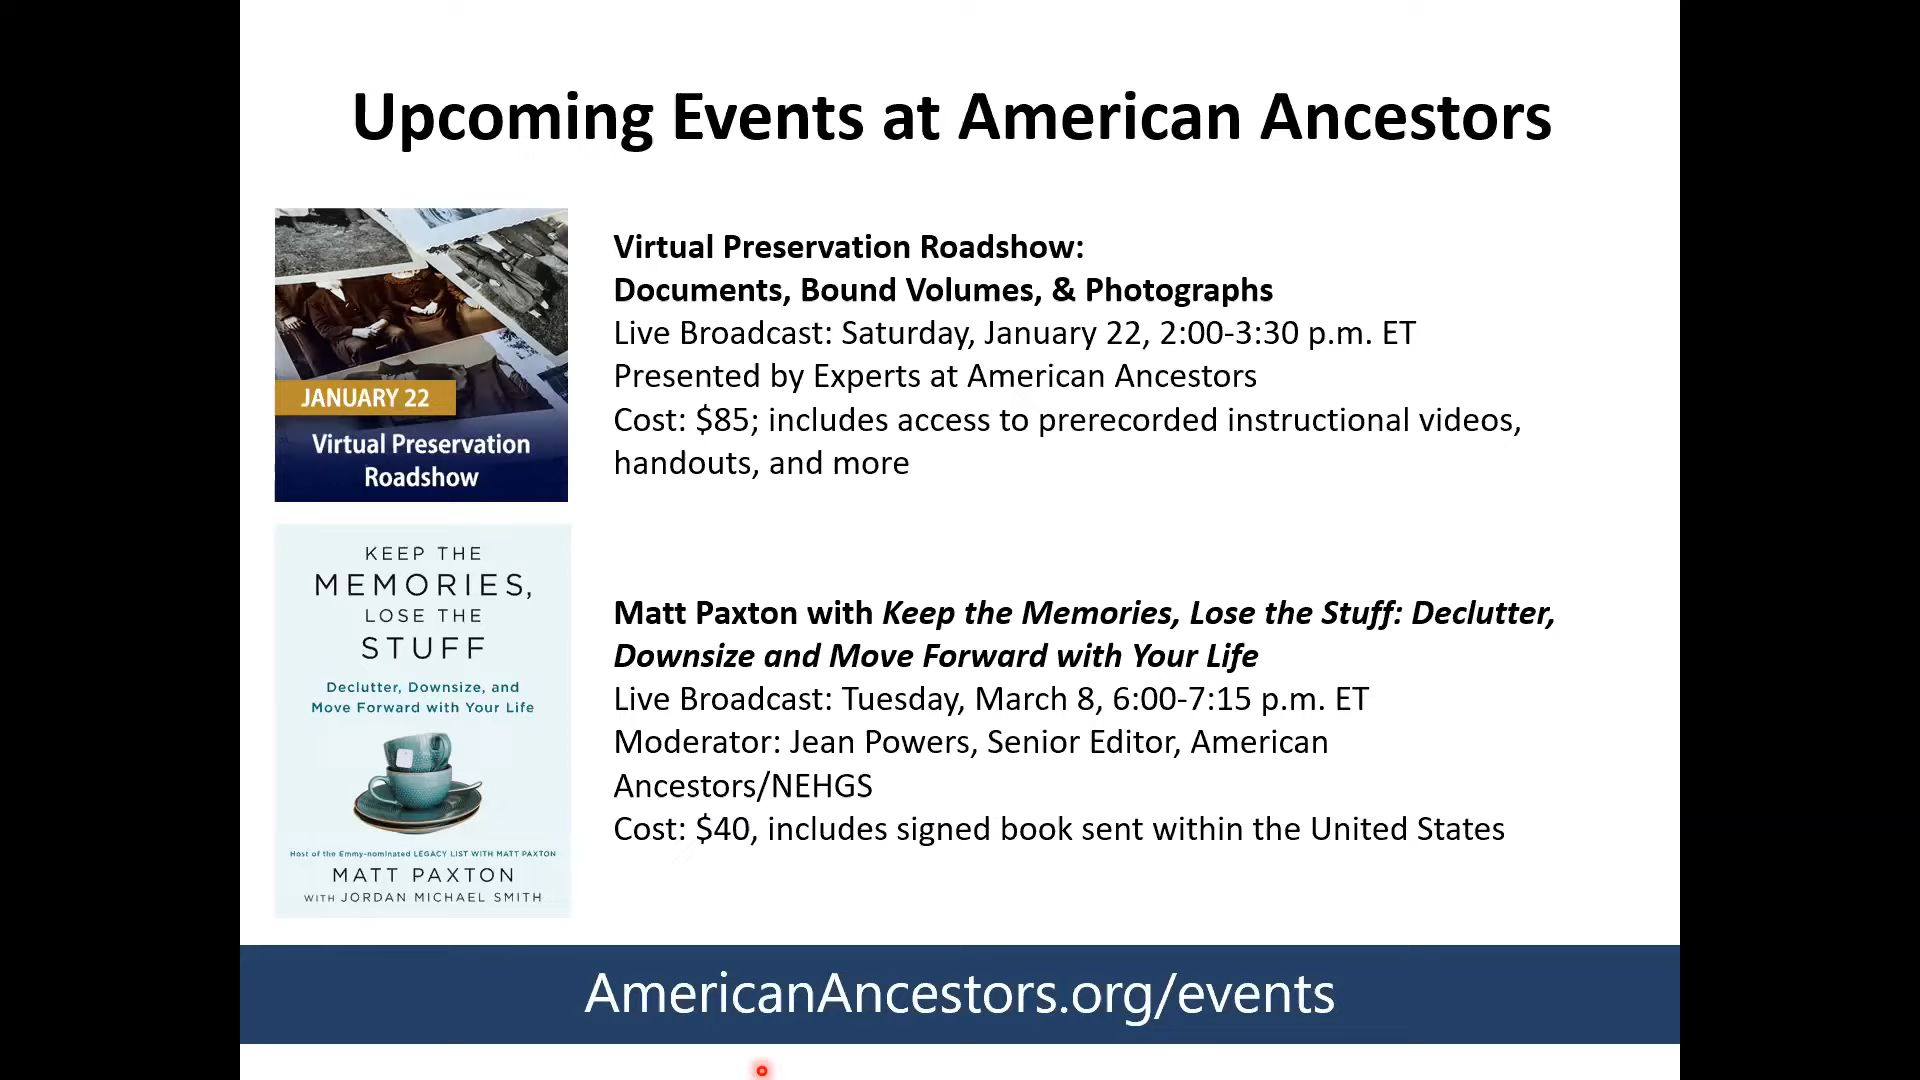 Upcoming Events at American Ancestors
JANUARY 22
Virtual Preservation
Roadshow
Virtual Preservation Roadshow:
Documents, Bound Volumes, & Photographs
Live Broadcast: Saturday, January 22, 2:00-3:30 p.m. ET
Presented by Experts at American Ancestors
Cost: $85; includes access to prerecorded instructional videos,
handouts, and more
KEEP THE
MEMORIES,
LOSE THE
STUFF
Declutter, Downsize, and
Move Forward with Your Life
Host of the Emmy-nominated LEGACY LIST WITH MATT PAXTON
MATT PAXTON
WITH JORDAN MICHAEL SMITH
Matt Paxton with Keep the Memories, Lose the Stuff: Declutter,
Downsize and Move Forward with Your Life
Live Broadcast: Tuesday, March 8, 6:00-7:15 p.m. ET
Moderator: Jean Powers, Senior Editor, American
Ancestors/NEHGS
Cost: $40, includes signed book sent within the United States
AmericanAncestors.org/events